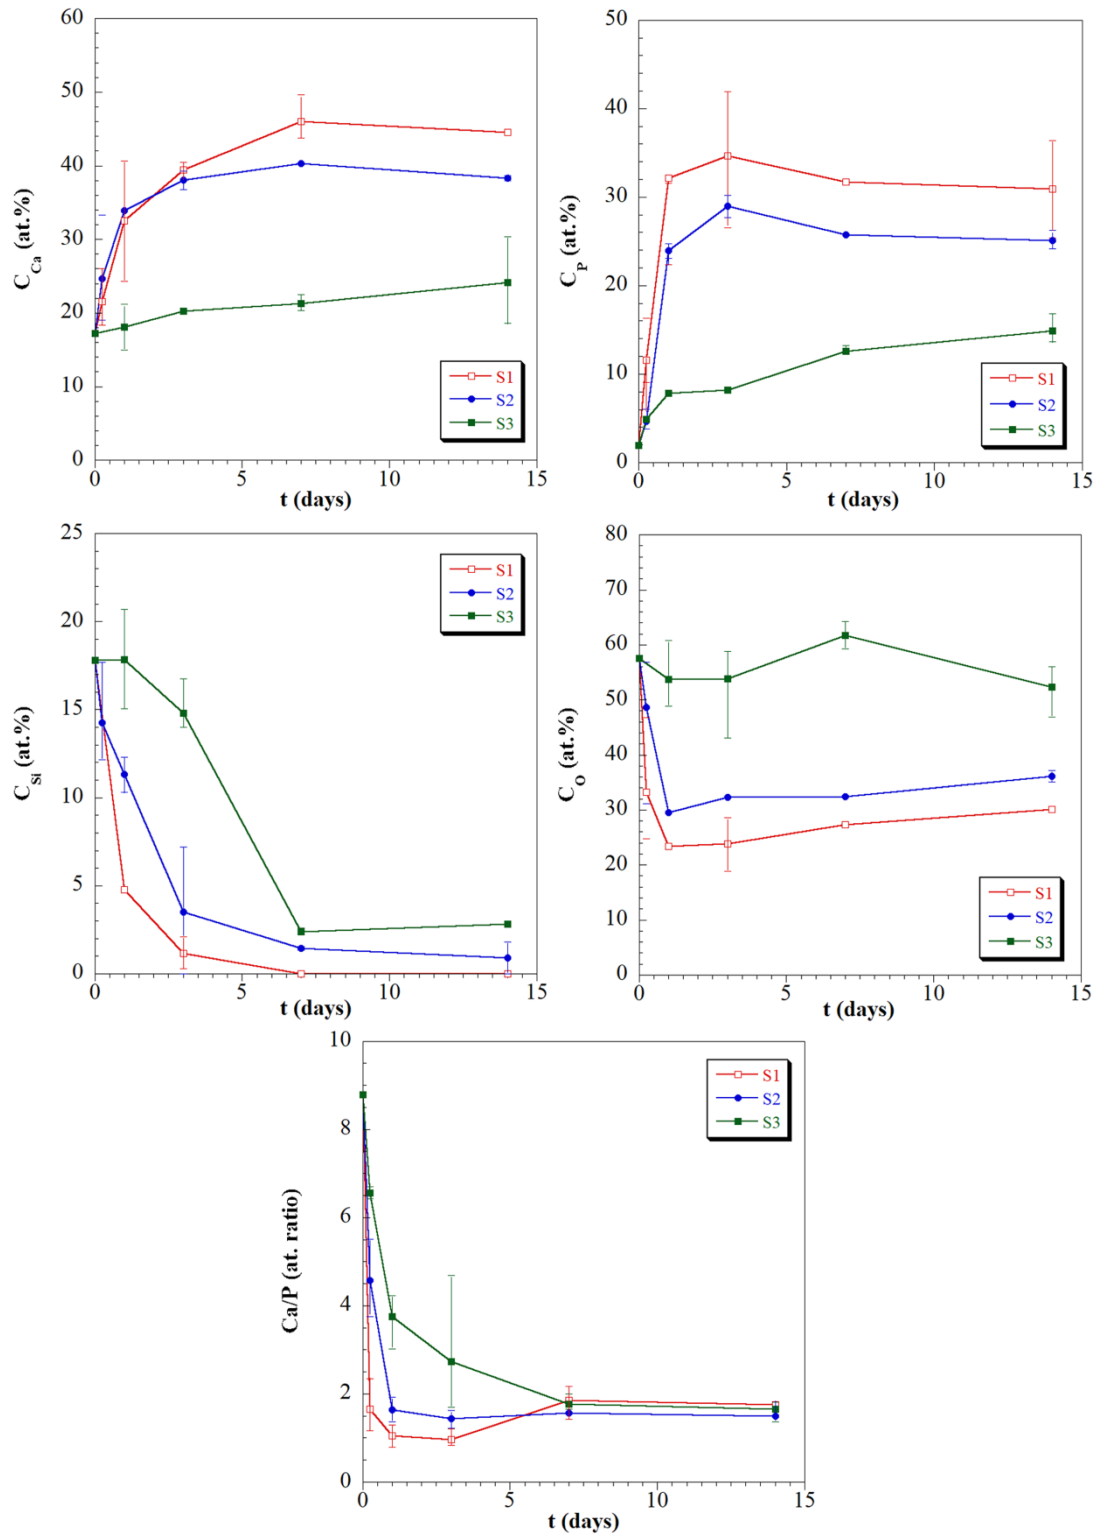 60
50
40
30
20
10
0
C_Ca (at.%)
S1
S2
S3
0 5 10 15
t (days)
50
40
30
20
10
0
C_P (at.%)
S1
S2
S3
0 5 10 15
t (days)
25
20
15
10
5
0
C_Si (at.%)
S1
S2
S3
0 5 10 15
t (days)
80
70
60
50
40
30
20
10
0
C_O (at.%)
S1
S2
S3
0 5 10 15
t (days)
10
8
6
4
2
0
Ca/P (at. ratio)
S1
S2
S3
0 5 10 15
t (days)